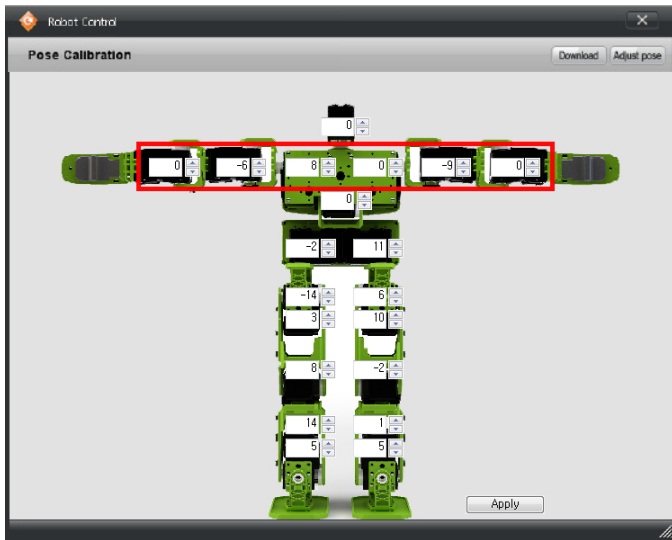 Robot Control
Pose Calibration
Download Adjust pose
0
0 -6 8 0 -9 0
0
-2 11
-14 6
3 10
8 -2
14 1
5 5
Apply